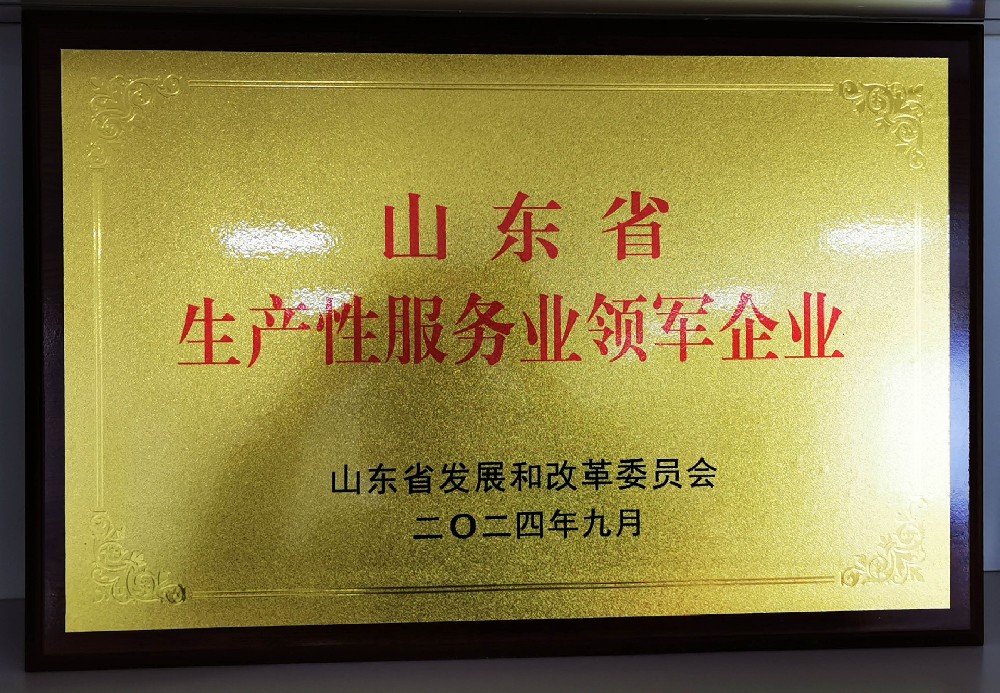 山东省
生产性服务业领军企业
山东省发展和改革委员会
二〇二四年九月